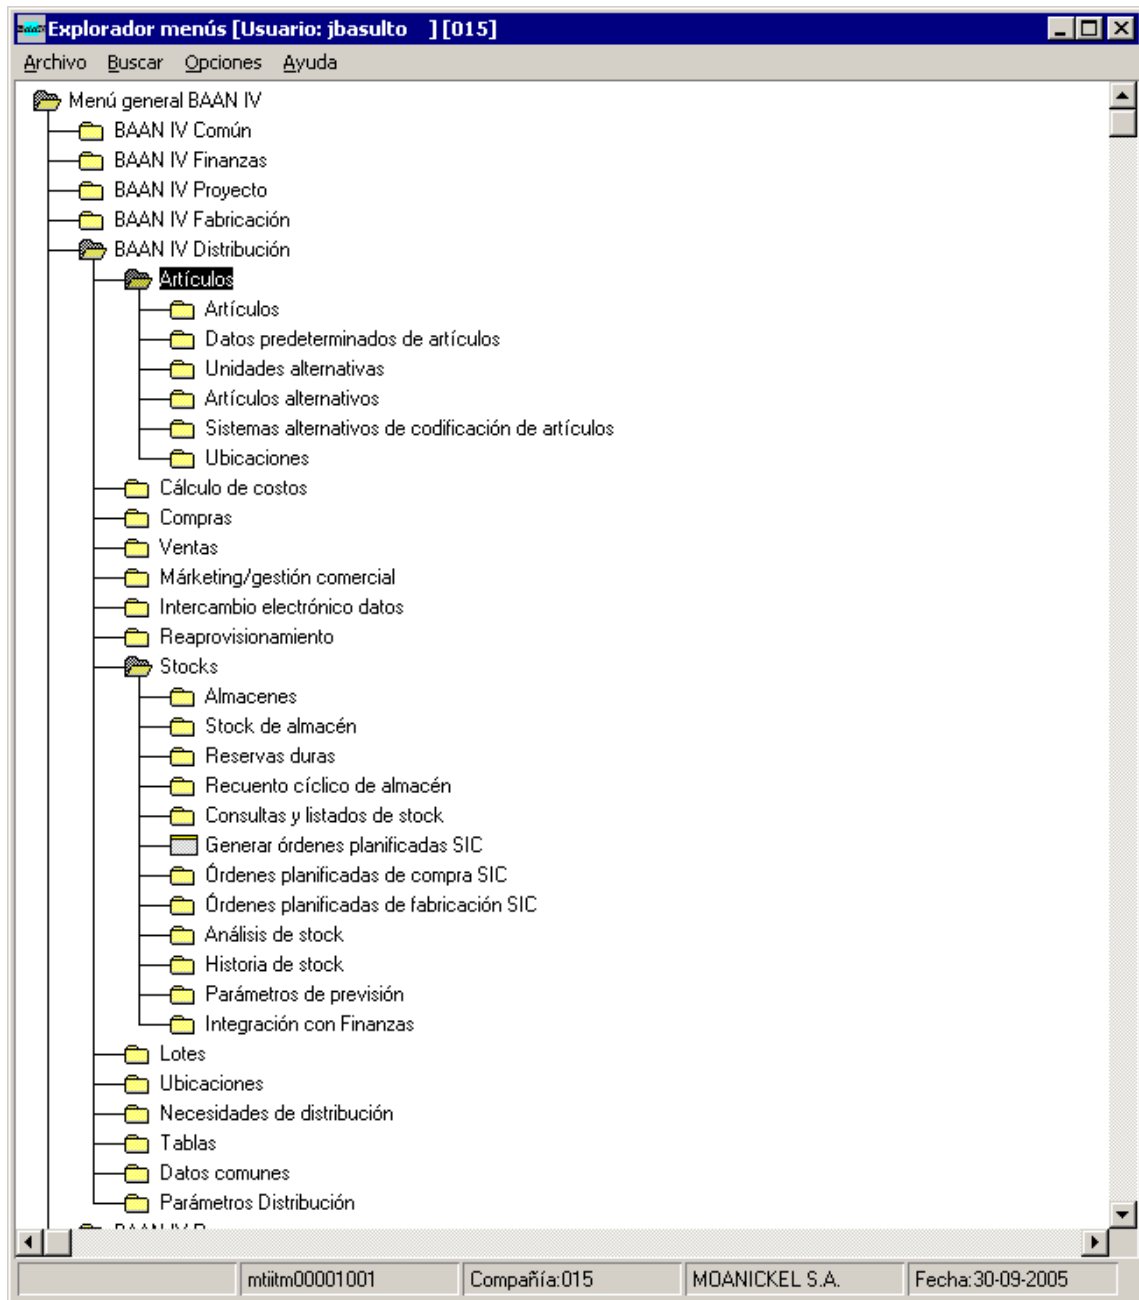 Explorador menús [Usuario: jbasulto ] [015]
Archivo Buscar Opciones Ayuda
Menú general BAAN IV
BAAN IV Común
BAAN IV Finanzas
BAAN IV Proyecto
BAAN IV Fabricación
BAAN IV Distribución
Artículos
Artículos
Datos predeterminados de artículos
Unidades alternativas
Artículos alternativos
Sistemas alternativos de codificación de artículos
Ubicaciones
Cálculo de costos
Compras
Ventas
Márketing/gestión comercial
Intercambio electrónico datos
Reaprovisionamiento
Stocks
Almacenes
Stock de almacén
Reservas duras
Recuento cíclico de almacén
Consultas y listados de stock
Generar órdenes planificadas SIC
Órdenes planificadas de compra SIC
Órdenes planificadas de fabricación SIC
Análisis de stock
Historia de stock
Parámetros de previsión
Integración con Finanzas
Lotes
Ubicaciones
Necesidades de distribución
Tablas
Datos comunes
Parámetros Distribución
BAAN IV
mtiitm00001001 Compañía:015 MOANICKEL S.A. Fecha:30-09-2005